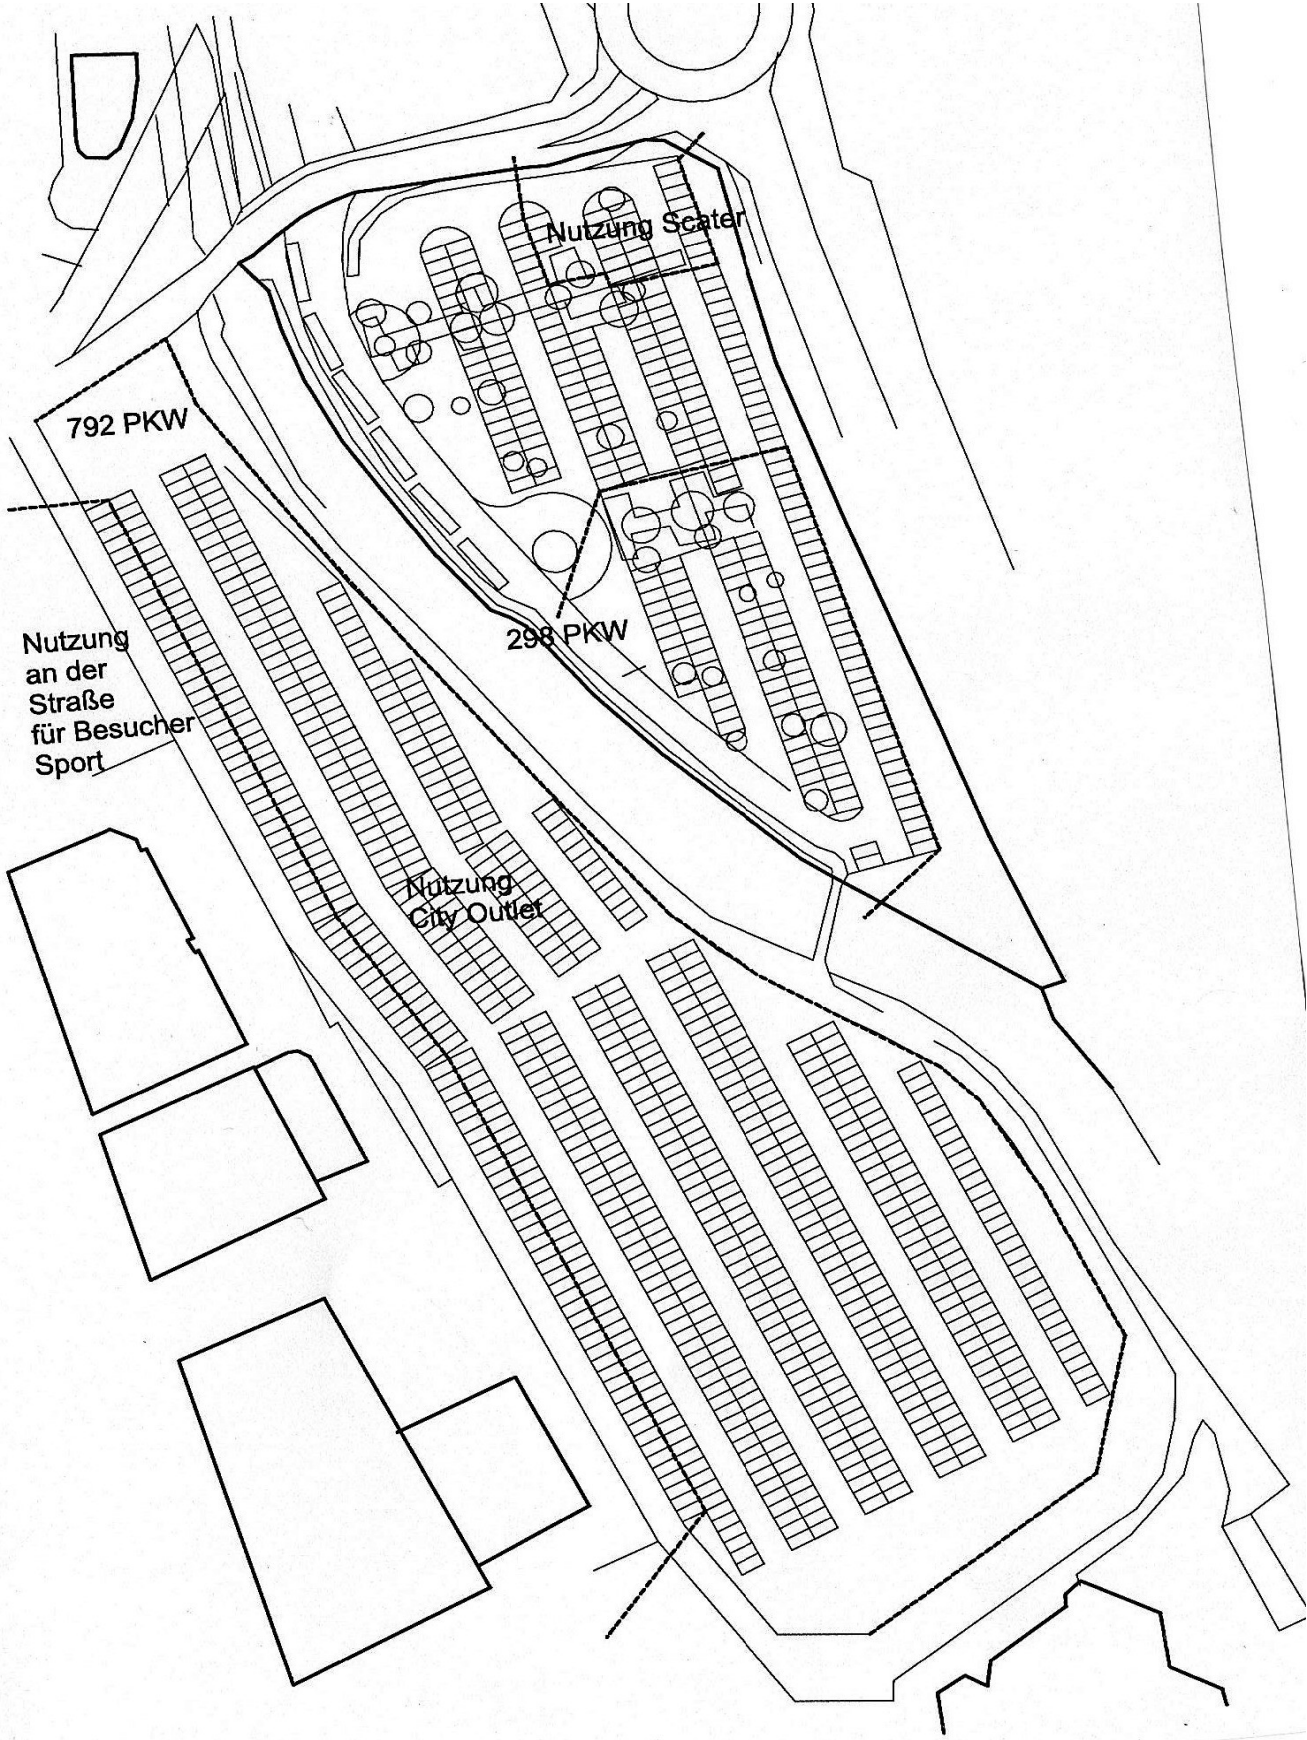 Nutzung Scater
792 PKW
298 PKW
Nutzung
an der
Straße
für Besucher
Sport
Nutzung
City Outlet